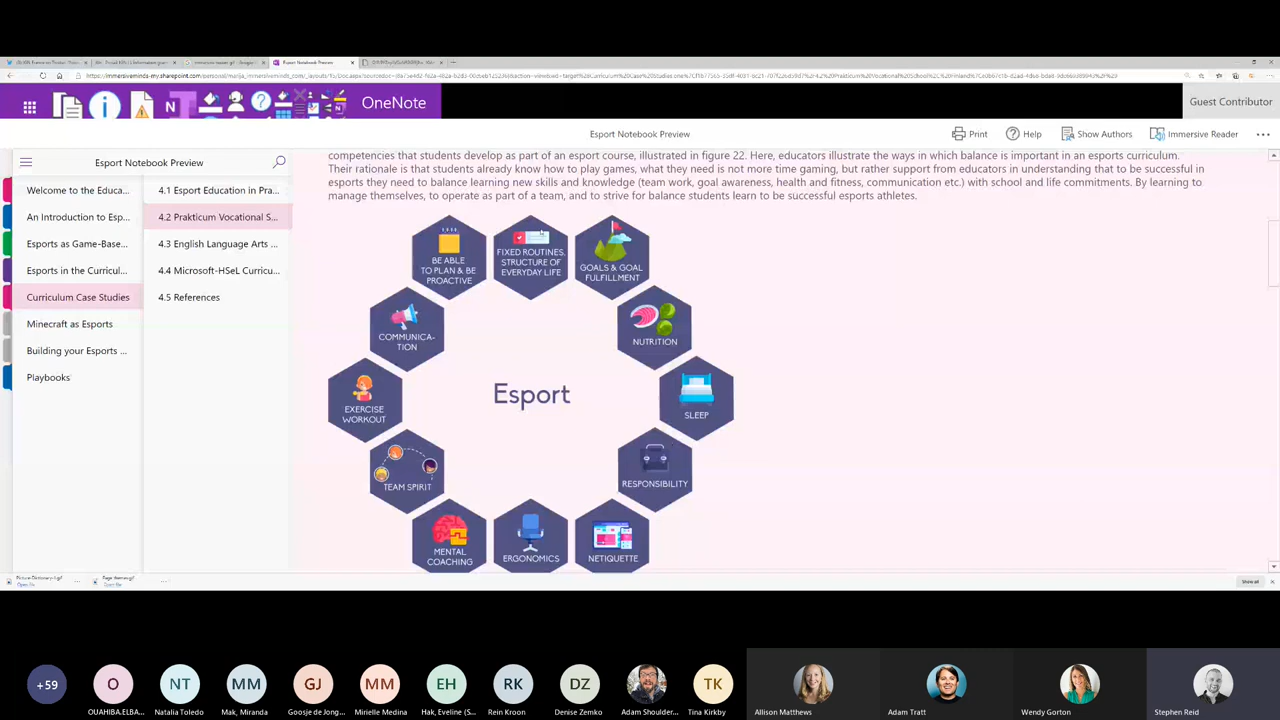 Esport Notebook Preview
OneNote
Guest Contributor
Esport Notebook Preview
Print
Help
Show Authors
Immersive Reader
Esport Notebook Preview
Welcome to the Educa...
An Introduction to Esp...
Esports as Game-Base...
Esports in the Curricul...
Curriculum Case Studies
Minecraft as Esports
Building your Esports ...
Playbooks
4.1 Esport Education in Pra...
4.2 Prakticum Vocational S...
4.3 English Language Arts ...
4.4 Microsoft-HSeL Curricu...
4.5 References
competencies that students develop as part of an esport course, illustrated in figure 22. Here, educators illustrate the ways in which balance is important in an esports curriculum.
Their rationale is that students already know how to play games, what they need is not more time gaming, but rather support from educators in understanding that to be successful in
esports they need to balance learning new skills and knowledge (team work, goal awareness, health and fitness, communication etc.) with school and life commitments. By learning to
manage themselves, to operate as part of a team, and to strive for balance students learn to be successful esports athletes.
BE ABLE
TO PLAN & BE
PROACTIVE
FIXED ROUTINES,
STRUCTURE OF
EVERYDAY LIFE
GOALS & GOAL
FULFILLMENT
COMMUNICA-
TION
NUTRITION
EXERCISE
WORKOUT
Esport
SLEEP
TEAM SPIRIT
RESPONSIBILITY
MENTAL
COACHING
ERGONOMICS
NETIQUETTE
Open file
Open file
Show all
+59
O
NT
MM
GJ
MM
EH
RK
DZ
TK
OUAHIBA.ELBA...
Natalia Toledo
Mak, Miranda
Goosje de Jong...
Mirielle Medina
Hak, Eveline (S...
Rein Kroon
Denise Zemko
Adam Shoulder...
Tina Kirkby
Allison Matthews
Adam Tratt
Wendy Gorton
Stephen Reid